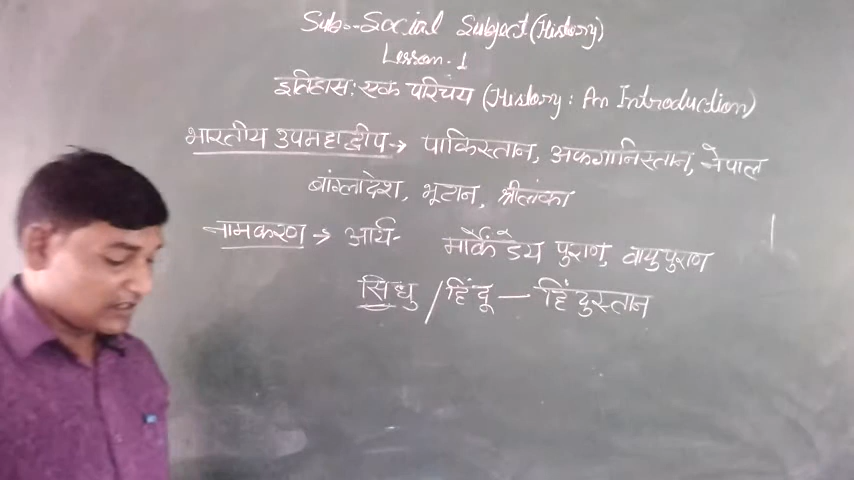 Sub.-Social Subject (History)
Lesson-1
इतिहास: एक परिचय (History: An Introduction)
भारतीय उपमहाद्वीप→ पाकिस्तान, अफगानिस्तान, नेपाल
बांग्लादेश, भूटान, श्रीलंका
नामकरण → आर्य- मार्कंडेय पुराण, वायुपुराण
सिंधु / हिंदू — हिंदुस्तान